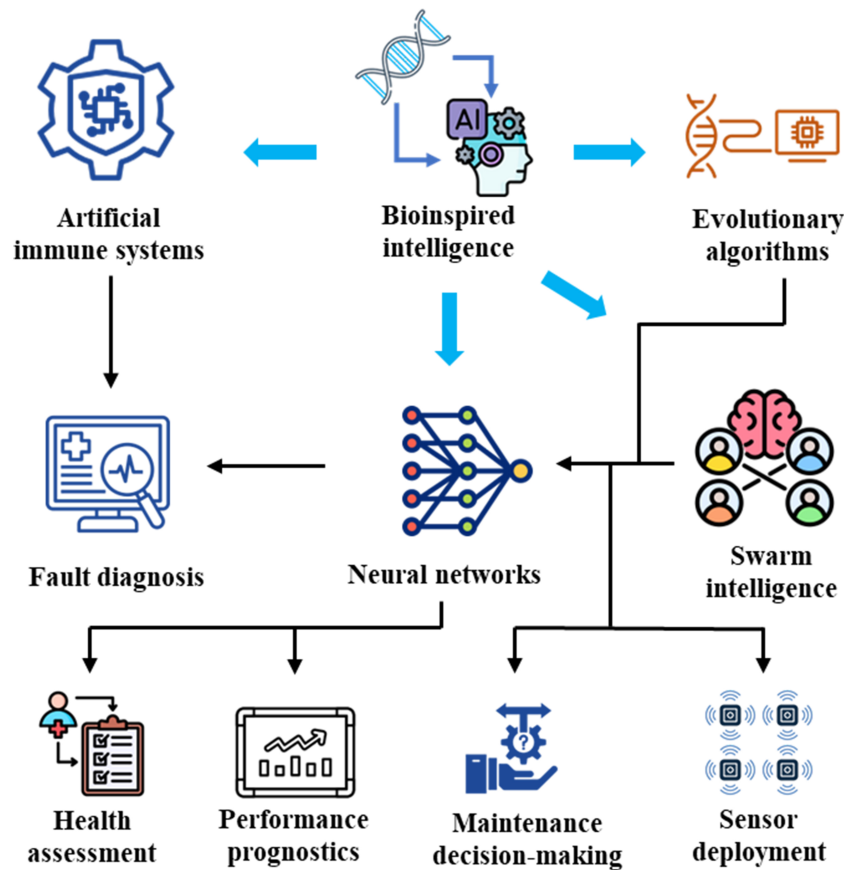 AI
Artificial
immune systems
Bioinspired
intelligence
Evolutionary
algorithms
Fault diagnosis
Neural networks
Swarm
intelligence
?
Health
assessment
Performance
prognostics
Maintenance
decision-making
Sensor
deployment